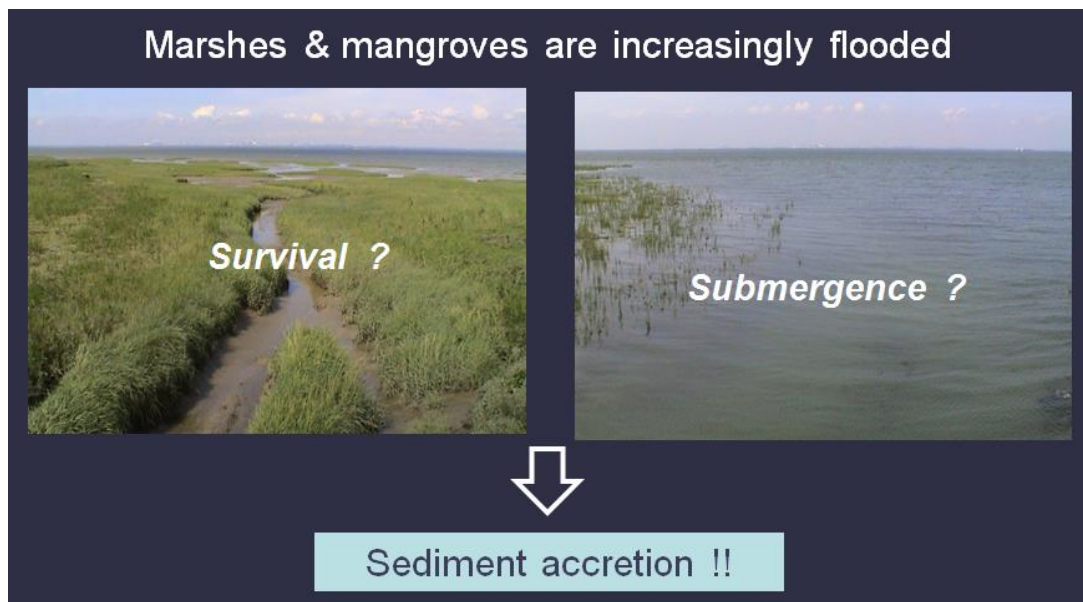 Marshes & mangroves are increasingly flooded
Survival ?
Submergence ?
Sediment accretion !!